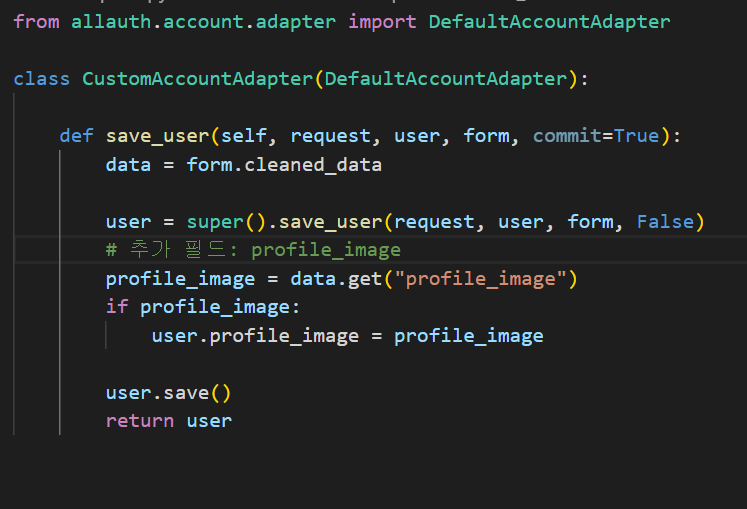 from allauth.account.adapter import DefaultAccountAdapter
class CustomAccountAdapter(DefaultAccountAdapter):
def save_user(self, request, user, form, commit=True):
data = form.cleaned_data
user = super().save_user(request, user, form, False)
# 추가 필드: profile_image
profile_image = data.get("profile_image")
if profile_image:
user.profile_image = profile_image
user.save()
return user